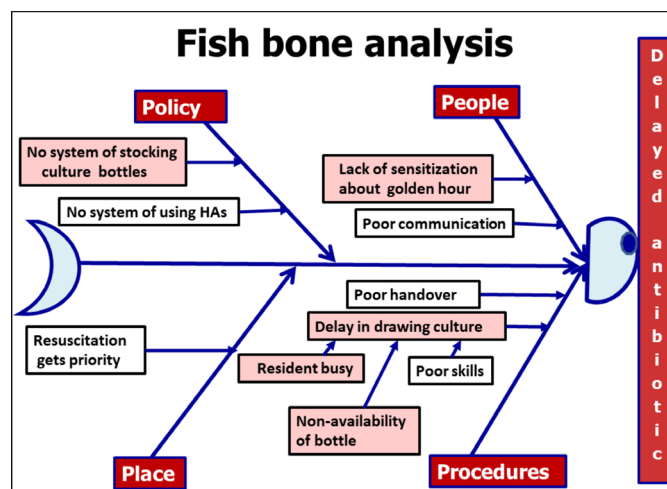 Fish bone analysis
Policy
People
No system of stocking
culture bottles
No system of using HAs
Lack of sensitization
about golden hour
Poor communication
Poor handover
Delay in drawing culture
Resuscitation
gets priority
Resident busy
Poor skills
Non-availability
of bottle
Place
Procedures
Delayed antibiotic